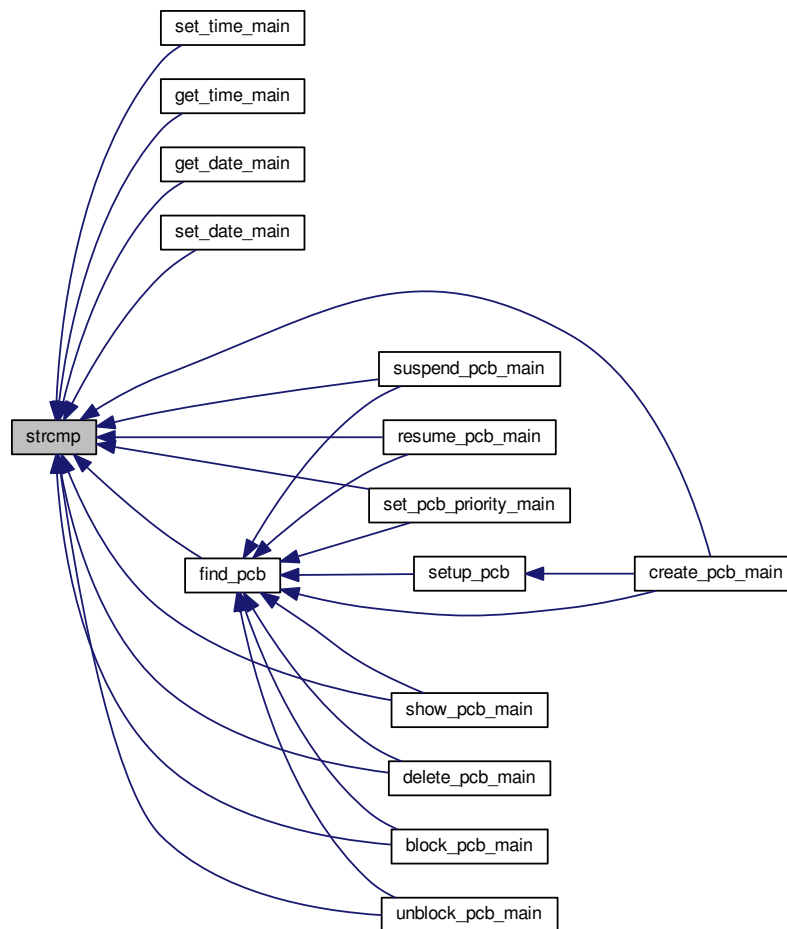 set_time_main
get_time_main
get_date_main
set_date_main
suspend_pcb_main
strcmp
resume_pcb_main
set_pcb_priority_main
find_pcb
setup_pcb
create_pcb_main
show_pcb_main
delete_pcb_main
block_pcb_main
unblock_pcb_main